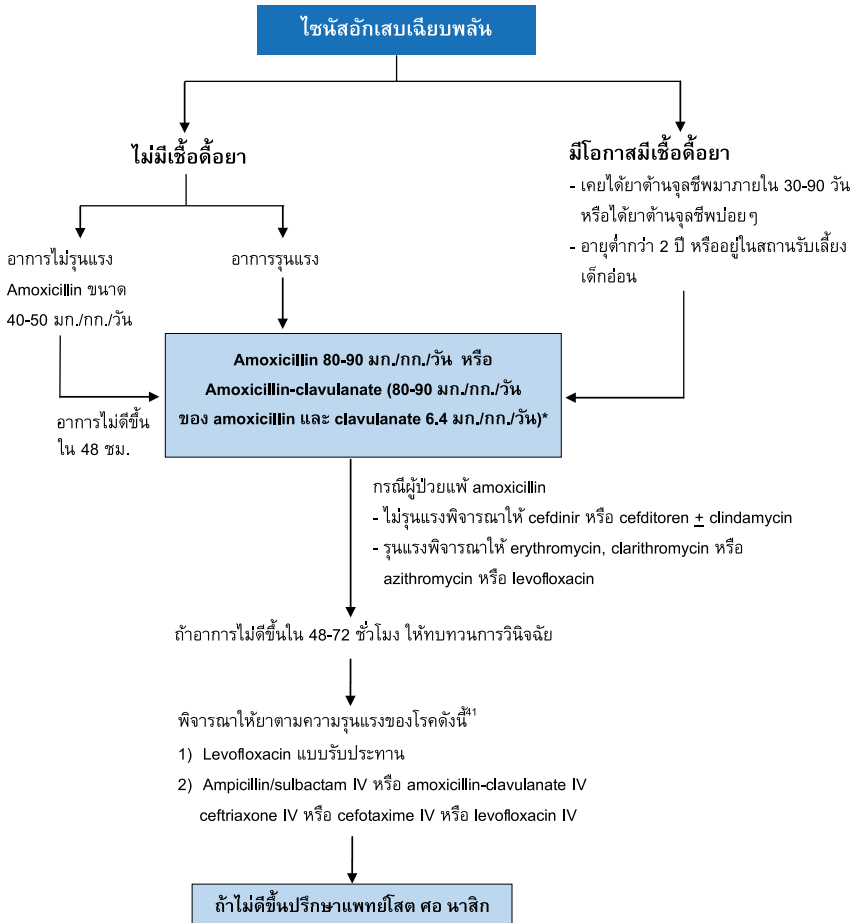 ไซนัสอักเสบเฉียบพลัน
ไม่มีเชื้อดื้อยา
มีโอกาสมีเชื้อดื้อยา
- เคยได้ยาต้านจุลชีพมาภายใน 30-90 วัน
หรือได้ยาต้านจุลชีพบ่อยๆ
- อายุต่ำกว่า 2 ปี หรืออยู่ในสถานรับเลี้ยง
เด็กอ่อน
อาการไม่รุนแรง
Amoxicillin ขนาด
40-50 มก./กก./วัน
อาการรุนแรง
Amoxicillin 80-90 มก./กก./วัน หรือ
Amoxicillin-clavulanate (80-90 มก./กก./วัน
ของ amoxicillin และ clavulanate 6.4 มก./กก./วัน)*
อาการไม่ดีขึ้น
ใน 48 ชม.
กรณีผู้ป่วยแพ้ amoxicillin
- ไม่รุนแรงพิจารณาให้ cefdinir หรือ cefditoren + clindamycin
- รุนแรงพิจารณาให้ erythromycin, clarithromycin หรือ
azithromycin หรือ levofloxacin
ถ้าอาการไม่ดีขึ้นใน 48-72 ชั่วโมง ให้ทบทวนการวินิจฉัย
พิจารณาให้ยาตามความรุนแรงของโรคดังนี้41
1) Levofloxacin แบบรับประทาน
2) Ampicillin/sulbactam IV หรือ amoxicillin-clavulanate IV
ceftriaxone IV หรือ cefotaxime IV หรือ levofloxacin IV
ถ้าไม่ดีขึ้นปรึกษาแพทย์โสต ศอ นาสิก